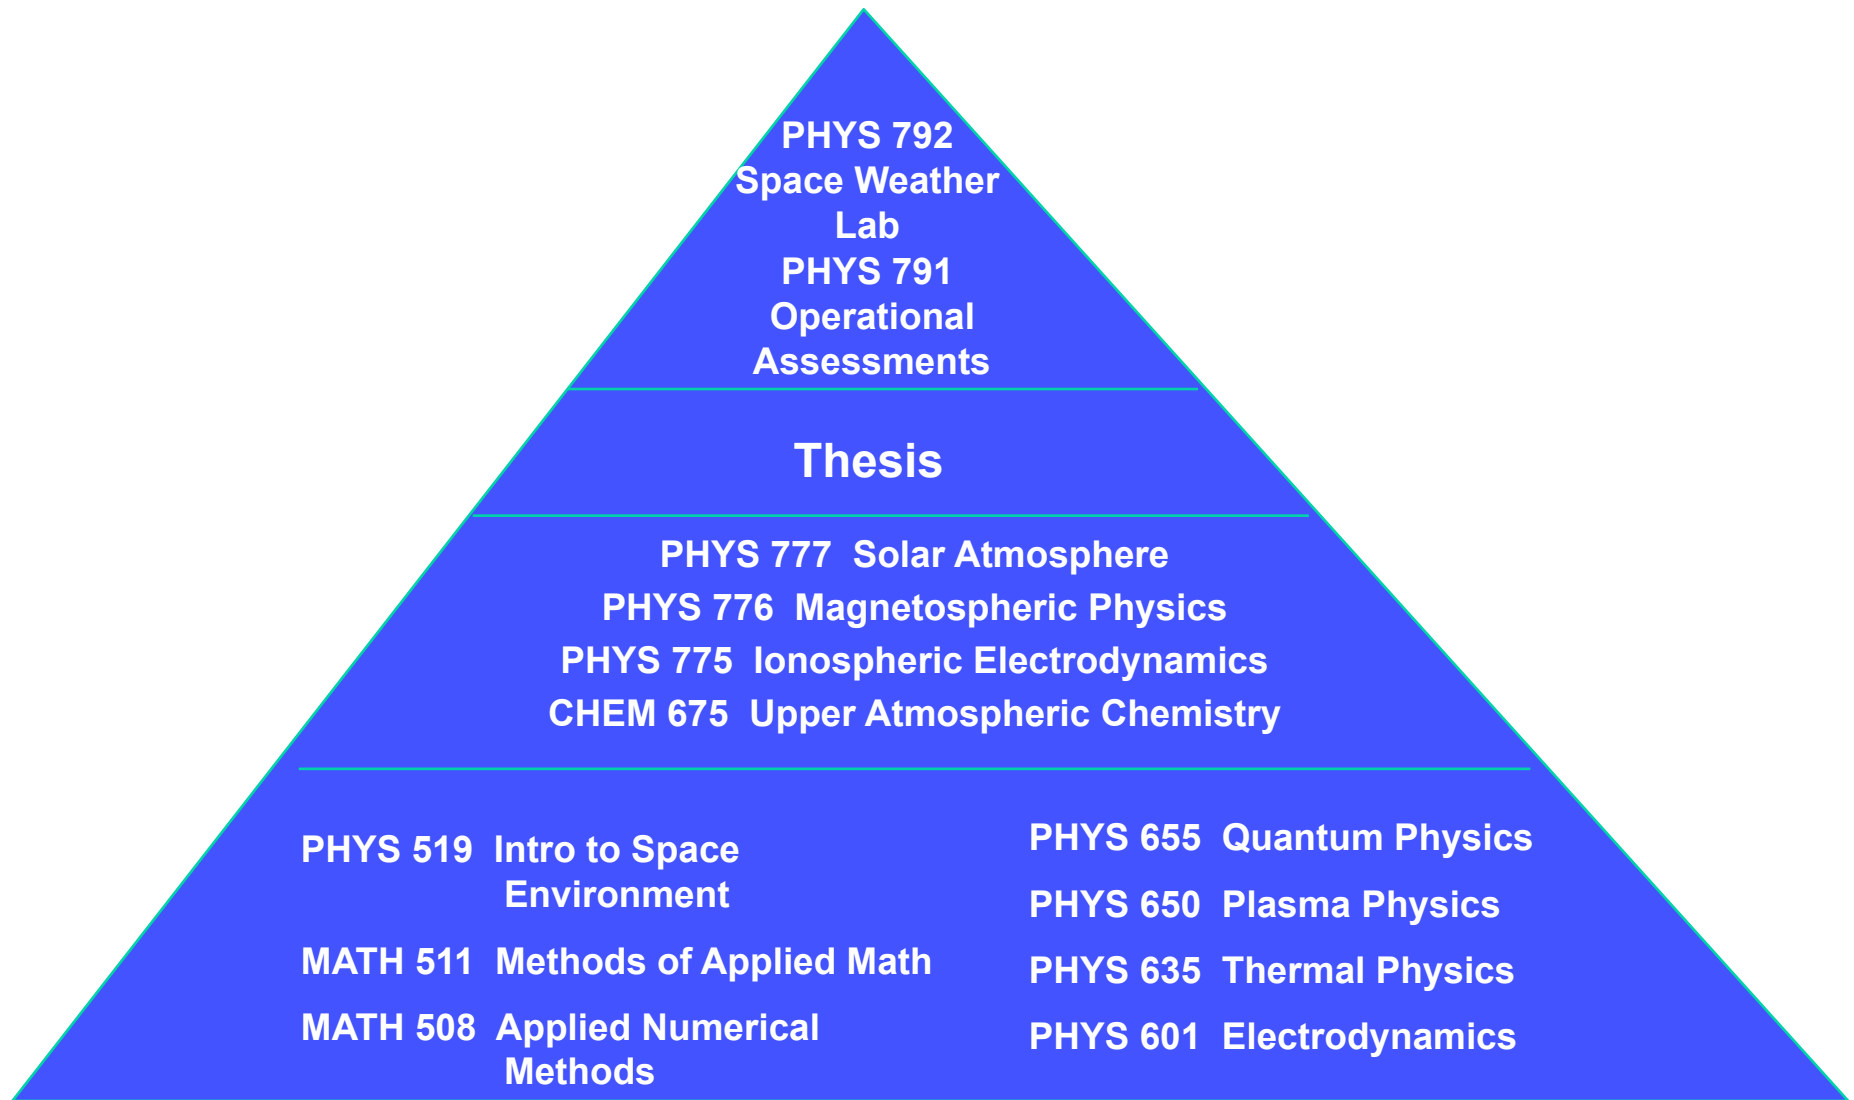 PHYS 792
Space Weather
Lab
PHYS 791
Operational
Assessments
Thesis
PHYS 777 Solar Atmosphere
PHYS 776 Magnetospheric Physics
PHYS 775 Ionospheric Electrodynamics
CHEM 675 Upper Atmospheric Chemistry
PHYS 519 Intro to Space
Environment
MATH 511 Methods of Applied Math
MATH 508 Applied Numerical
Methods
PHYS 655 Quantum Physics
PHYS 650 Plasma Physics
PHYS 635 Thermal Physics
PHYS 601 Electrodynamics